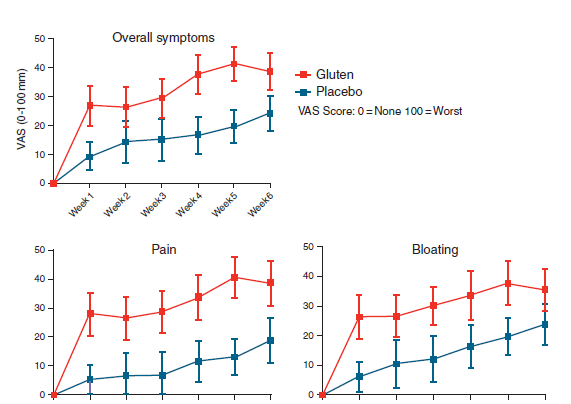 Overall symptoms
VAS (0-100 mm)
50
40
30
20
10
0
Week1
Week2
Week3
Week4
Week5
Week6
Gluten
Placebo
VAS Score: 0=None 100=Worst
Pain
50
40
30
20
10
0
Bloating
50
40
30
20
10
0